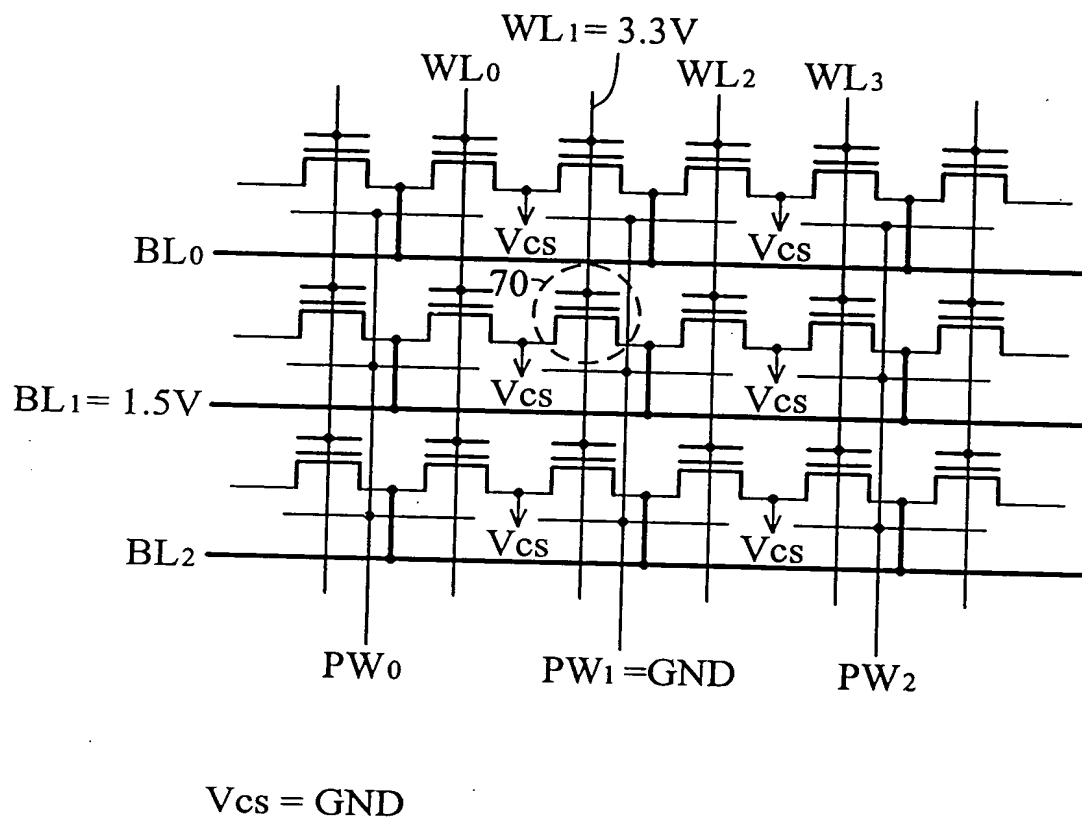 WL1= 3.3V
WL0
WL2
WL3
Vcs
Vcs
BL0
70
Vcs
Vcs
BL1= 1.5V
Vcs
Vcs
BL2
PW0
PW1 =GND
PW2
Vcs = GND